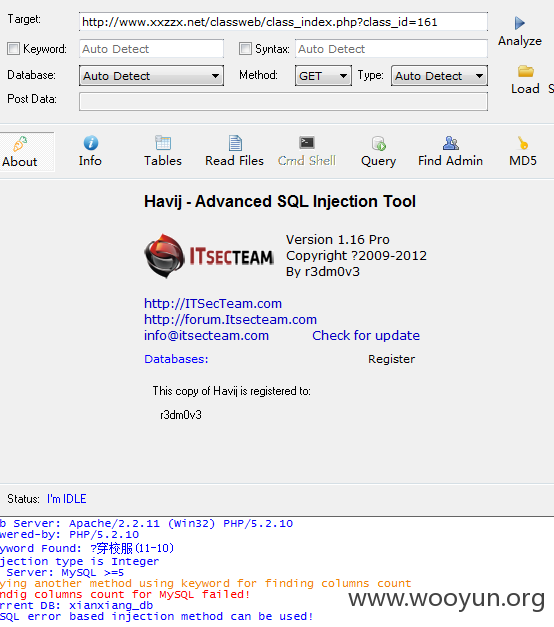 Target: http://www.xxzzx.net/classweb/class_index.php?class_id=161
Analyze
Keyword: Auto Detect Syntax: Auto Detect
Database: Auto Detect Method: GET Type: Auto Detect
Load S
Post Data:
About Info Tables Read Files Cmd Shell Query Find Admin MD5
Havij - Advanced SQL Injection Tool
ITSECTEAM
Version 1.16 Pro
Copyright ?2009-2012
By r3dm0v3
http://ITSecTeam.com
http://forum.Itsecteam.com
info@itsecteam.com Check for update
Databases: Register
This copy of Havij is registered to:
r3dm0v3
Status: I'm IDLE
b Server: Apache/2.2.11 (Win32) PHP/5.2.10
wered-by: PHP/5.2.10
yword Found: ?穿校服(11-10)
jection type is Integer
Server: MySQL >=5
ying another method using keyword for finding columns count
ndig columns count for MySQL failed!
rrent DB: xianxiang_db
SQL error based injection method can be used!
www.wooyun.org